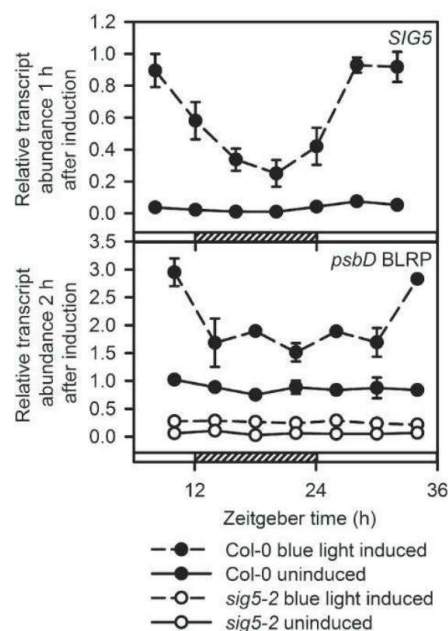 SIG5
Relative transcript
abundance 1 h
after induction
1.2
1.0
0.8
0.6
0.4
0.2
0.0
psbD BLRP
Relative transcript
abundance 2 h
after induction
3.5
3.0
2.5
2.0
1.5
1.0
0.5
0.0
12 24 36
Zeitgeber time (h)
Col-0 blue light induced
Col-0 uninduced
sig5-2 blue light induced
sig5-2 uninduced